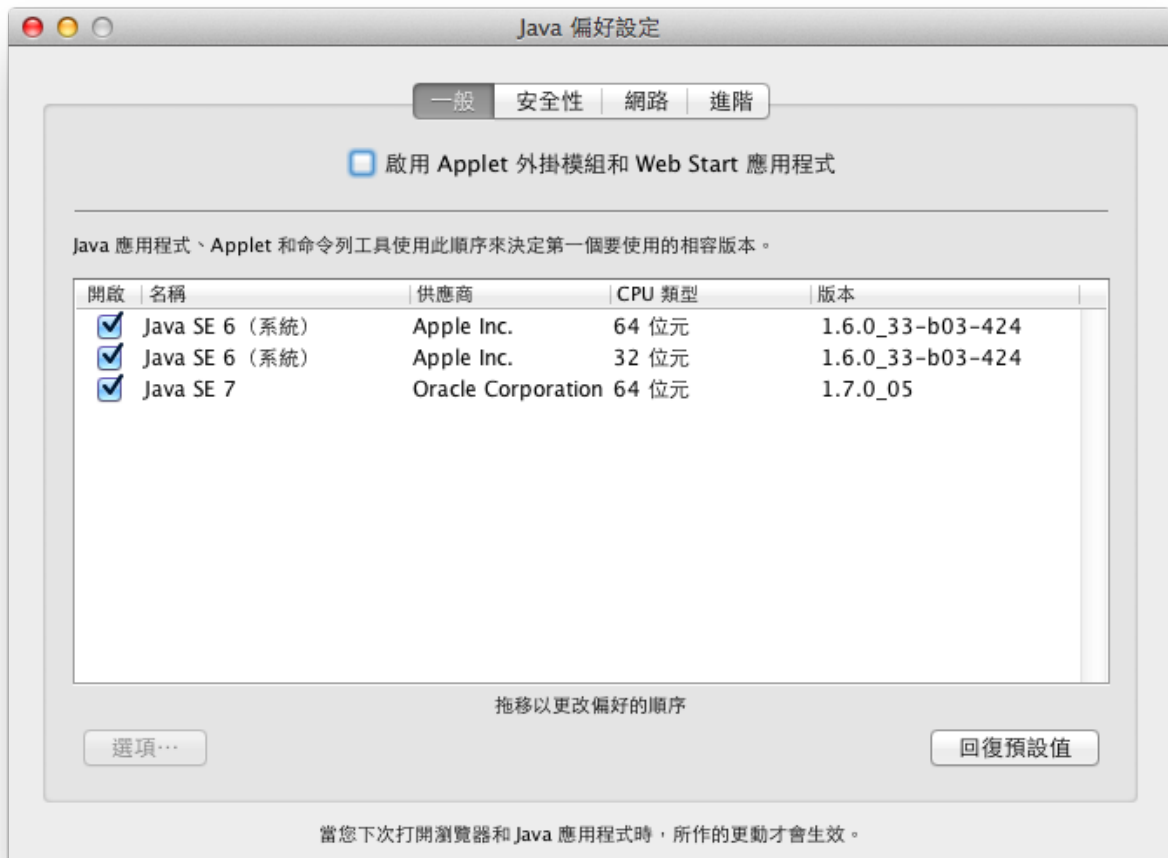 Java 偏好設定
一般 安全性 網路 進階
啟用 Applet 外掛模組和 Web Start 應用程式
Java 應用程式、Applet 和命令列工具使用此順序來決定第一個要使用的相容版本。
開啟 名稱 供應商 CPU 類型 版本
Java SE 6（系統） Apple Inc. 64 位元 1.6.0_33-b03-424
Java SE 6（系統） Apple Inc. 32 位元 1.6.0_33-b03-424
Java SE 7 Oracle Corporation 64 位元 1.7.0_05
拖移以更改偏好的順序
選項⋯ 回復預設值
當您下次打開瀏覽器和 Java 應用程式時，所作的更動才會生效。